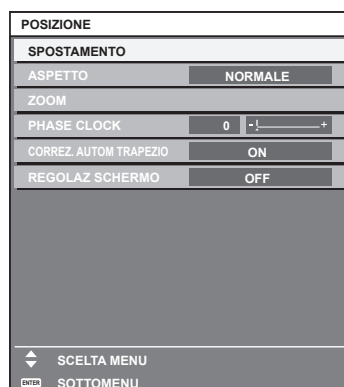 POSIZIONE
SPOSTAMENTO
ASPETTO NORMALE
ZOOM
PHASE CLOCK 0 - +
CORREZ. AUTOM TRAPEZIO ON
REGOLAZ SCHERMO OFF
SCELTA MENU
ENTER SOTTOMENU